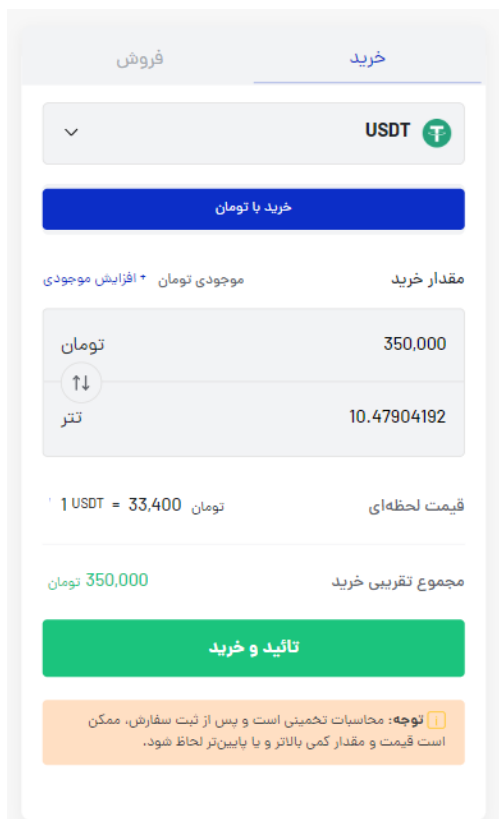 خرید
فروش
USDT
خرید با تومان
مقدار خرید
موجودی تومان + افزایش موجودی
350,000 تومان
10.47904192 تتر
قیمت لحظه‌ای
1 USDT = 33,400 تومان
مجموع تقریبی خرید
350,000 تومان
تائید و خرید
توجه: محاسبات تخمینی است و پس از ثبت سفارش، ممکن
است قیمت و مقدار کمی بالاتر و یا پایین‌تر لحاظ شود.